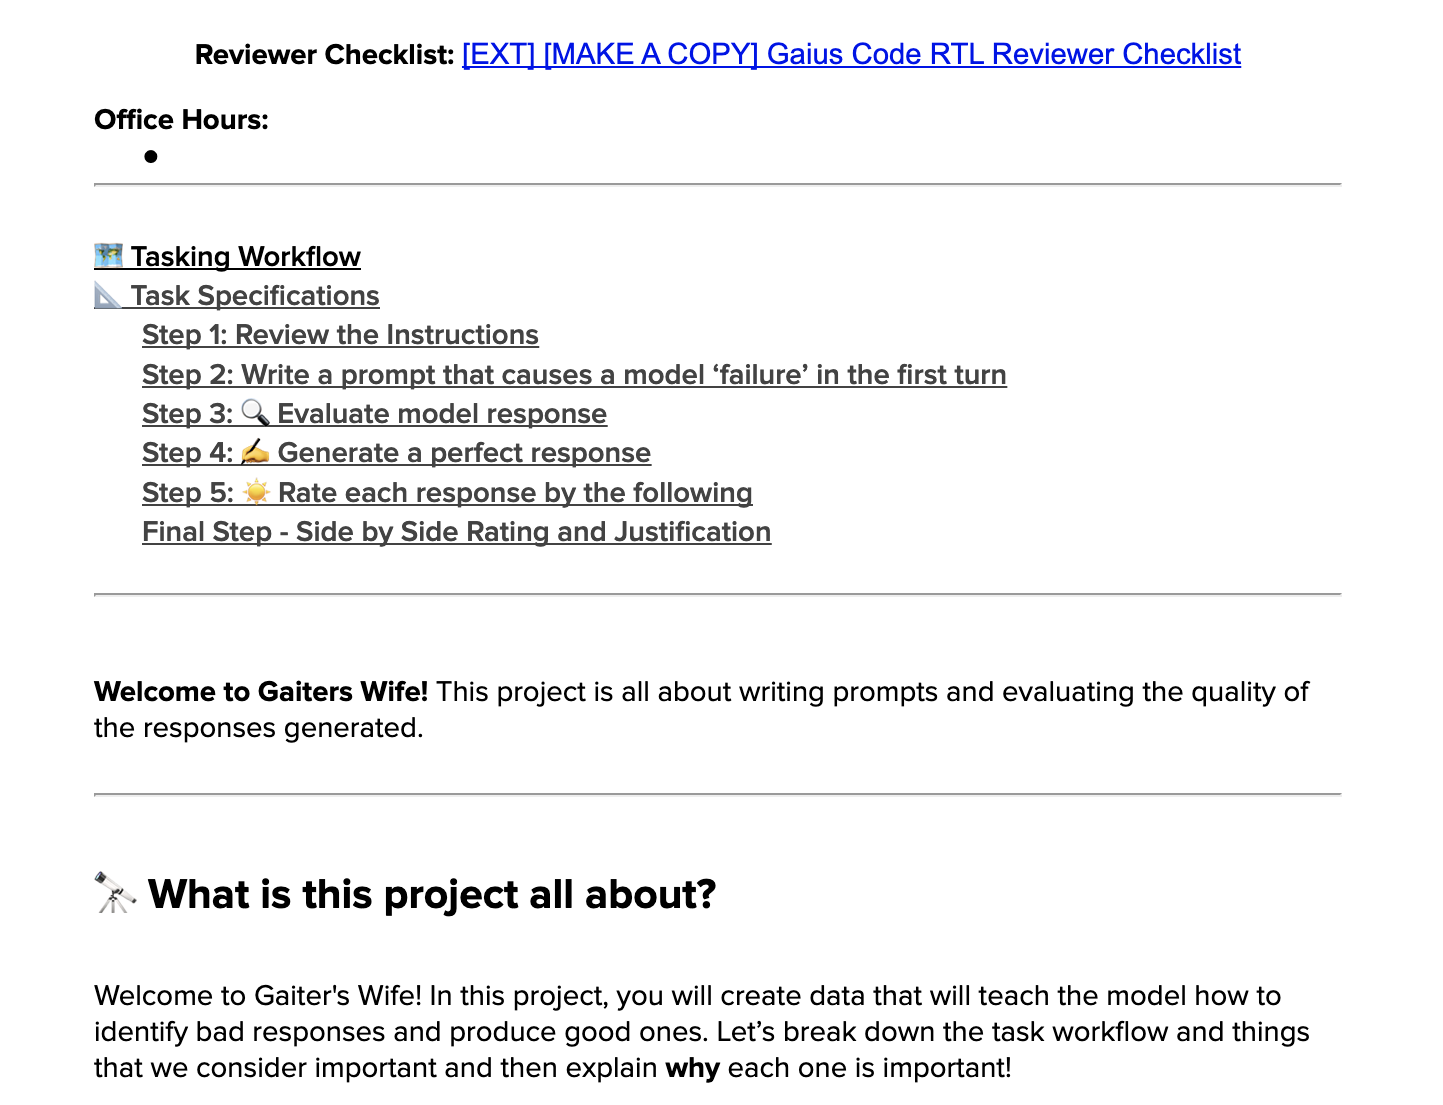 Reviewer Checklist: [EXT] [MAKE A COPY] Gaius Code RTL Reviewer Checklist
Office Hours:
●
🗺️ Tasking Workflow
📐 Task Specifications
Step 1: Review the Instructions
Step 2: Write a prompt that causes a model ‘failure’ in the first turn
Step 3: 🔍 Evaluate model response
Step 4: ✍️ Generate a perfect response
Step 5: ☀️ Rate each response by the following
Final Step - Side by Side Rating and Justification
Welcome to Gaiters Wife! This project is all about writing prompts and evaluating the quality of
the responses generated.
🔭 What is this project all about?
Welcome to Gaiter's Wife! In this project, you will create data that will teach the model how to
identify bad responses and produce good ones. Let’s break down the task workflow and things
that we consider important and then explain why each one is important!